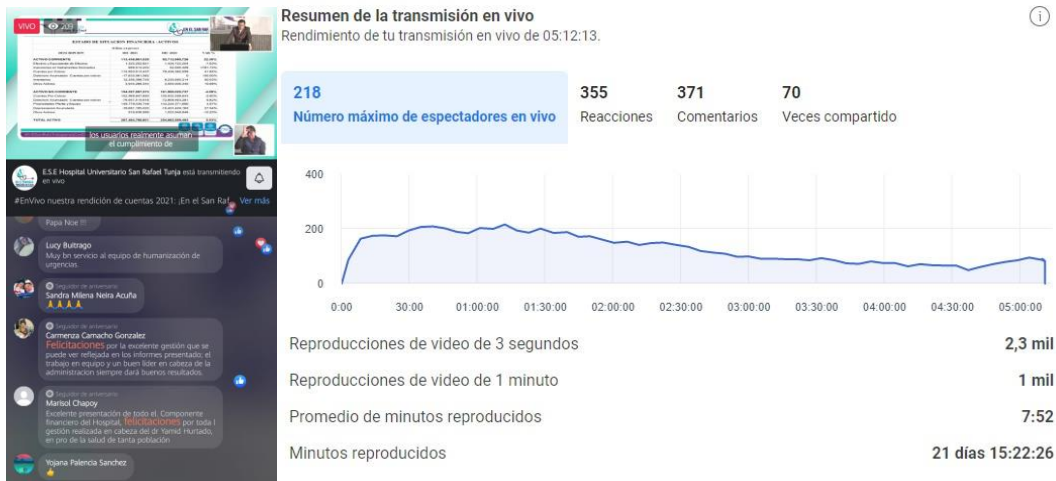 VIVO
209
ESTADO DE SITUACIÓN FINANCIERA - ACTIVOS
TOTAL ACTIVO
los usuarios realmente asuman
el cumplimiento de
E.S.E Hospital Universitario San Rafael Tunja está transmitiendo
en vivo
#EnVivo nuestra rendición de cuentas 2021: ¡En el San Raf Ver más
Papa Noe !!!
Lucy Buitrago
Muy bn servicio al equipo de humanización de
urgencias
Seguidor de aniversario
Sandra Milena Neira Acuña
🙏🙏🙏🙏
Seguidor de aniversario
Carmenza Camacho Gonzalez
Felicitaciones por la excelente gestión que se
puede ver reflejada en los informes presentado; el
trabajo en equipo y un buen líder en cabeza de la
administracion siempre dará buenos resultados.
Seguidor de aniversario
Marisol Chapoy
Excelente presentación de todo el, Componente
financiero del Hospital, felicitaciones por toda l
gestión realizada en cabeza del dr Yamid Hurtado,
en pro de la salud de tanta población
Yojana Palencia Sanchez
👍
Resumen de la transmisión en vivo
Rendimiento de tu transmisión en vivo de 05:12:13.
218 355 371 70
Número máximo de espectadores en vivo Reacciones Comentarios Veces compartido
400
200
0
0:00 30:00 01:00:00 01:30:00 02:00:00 02:30:00 03:00:00 03:30:00 04:00:00 04:30:00 05:00:00
Reproducciones de video de 3 segundos 2,3 mil
Reproducciones de video de 1 minuto 1 mil
Promedio de minutos reproducidos 7:52
Minutos reproducidos 21 días 15:22:26